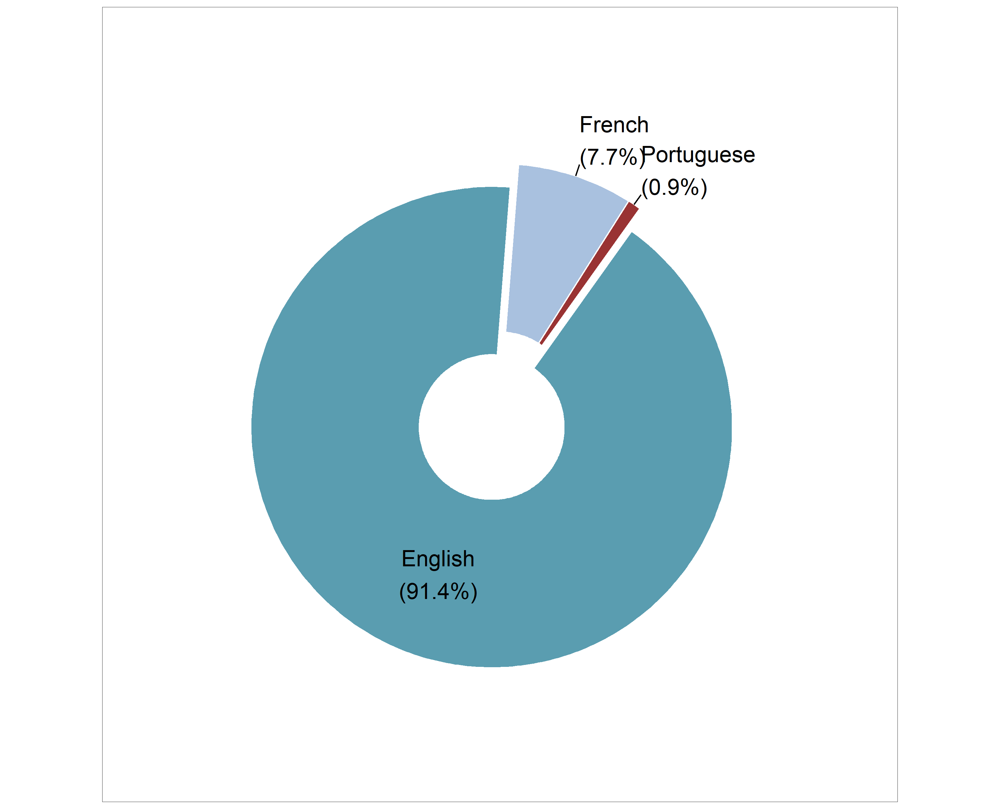 French
(7.7%)
Portuguese
(0.9%)
English
(91.4%)